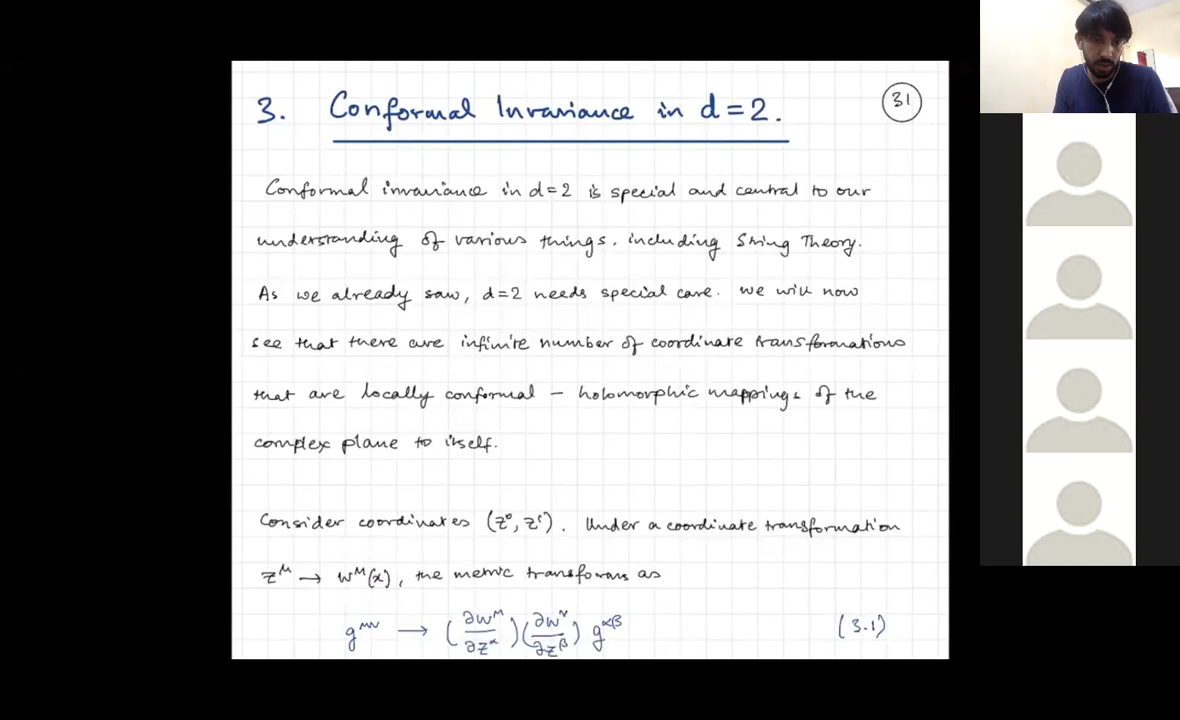 3. Conformal Invariance in d=2.
31
Conformal invariance in d=2 is special and central to our
understanding of various things. including String Theory.
As we already saw, d=2 needs special care. we will now
see that there are infinite number of coordinate transformations
that are locally conformal – holomorphic mappings of the
complex plane to itself.
Consider coordinates (z⁰, z¹). Under a coordinate transformation
z^μ → w^μ(x), the metric transforms as
g^{μν} → (∂w^μ/∂z^α)(∂w^ν/∂z^β) g^{αβ} (3.1)